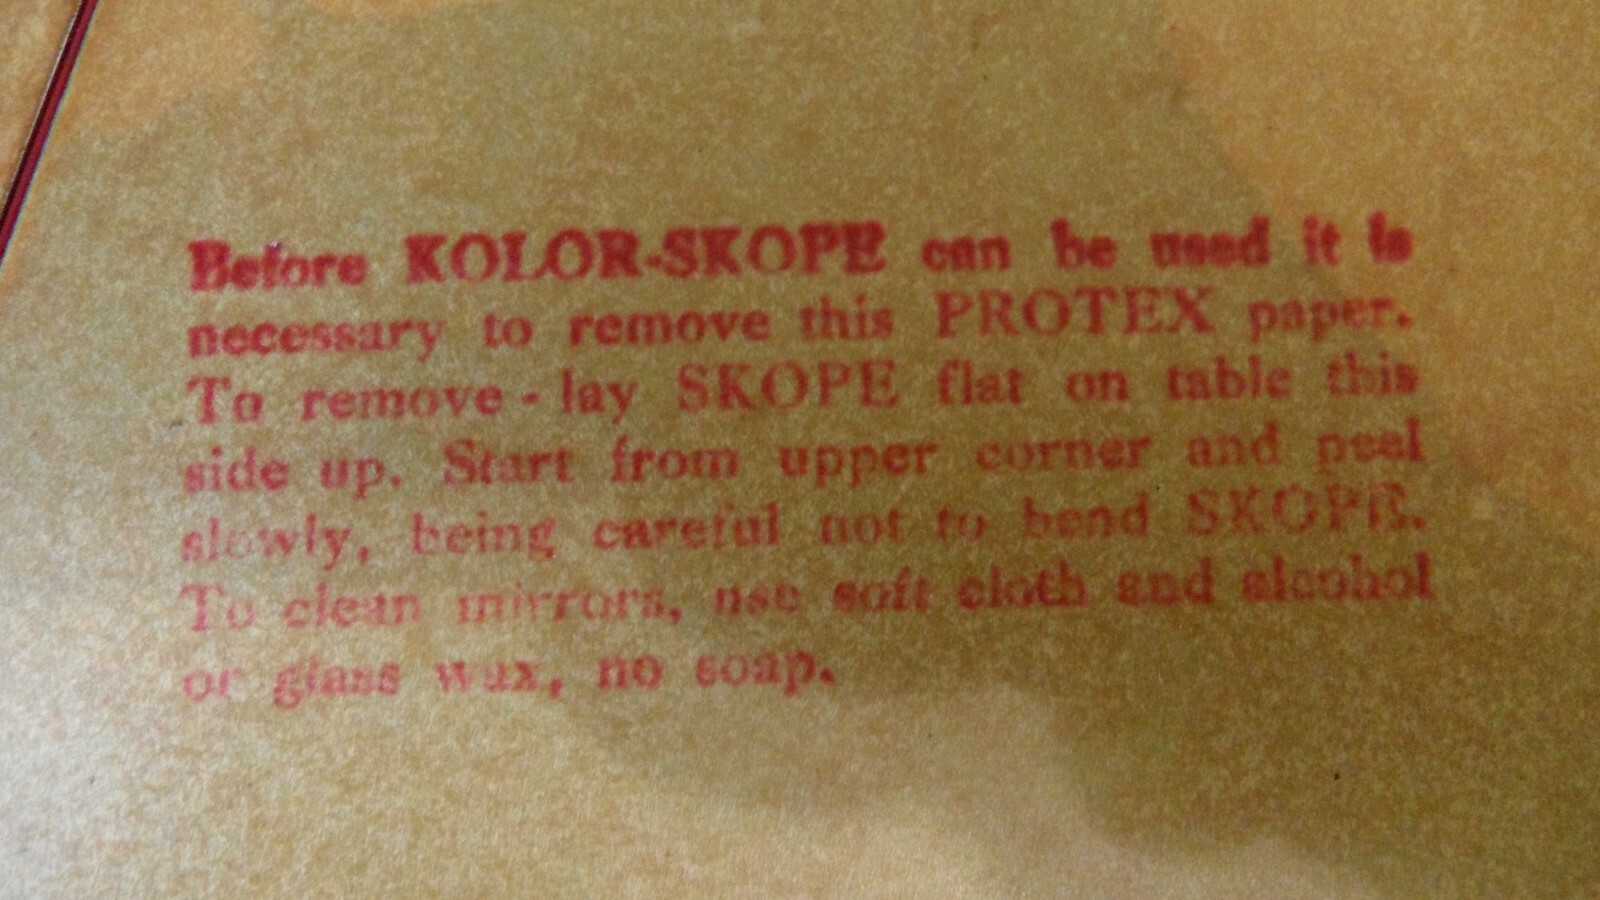 Before KOLOR-SKOPE can be used it is
necessary to remove this PROTEX paper.
To remove - lay SKOPE flat on table this
side up. Start from upper corner and peel
slowly, being careful not to bend SKOPE.
To clean mirrors, use soft cloth and alcohol
or glass wax, no soap.